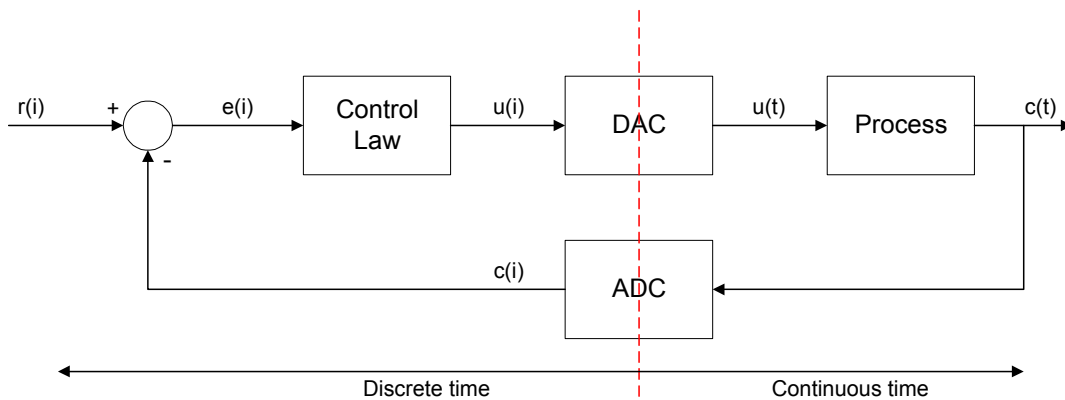 r(i)
+
-
e(i)
Control
Law
u(i)
DAC
u(t)
Process
c(t)
c(i)
ADC
Discrete time
Continuous time